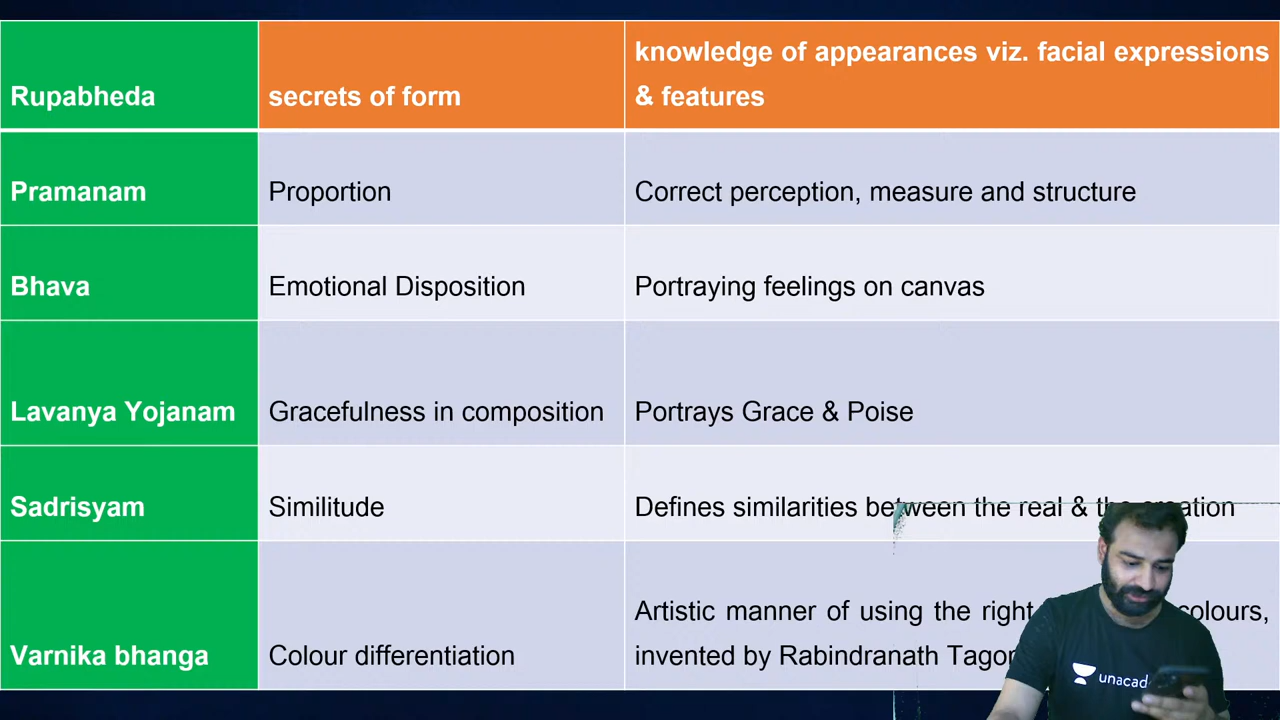 Rupabheda
secrets of form
knowledge of appearances viz. facial expressions
& features
Pramanam
Proportion
Correct perception, measure and structure
Bhava
Emotional Disposition
Portraying feelings on canvas
Lavanya Yojanam
Gracefulness in composition
Portrays Grace & Poise
Sadrisyam
Similitude
Defines similarities between the real & the creation
Varnika bhanga
Colour differentiation
Artistic manner of using the right colours,
invented by Rabindranath